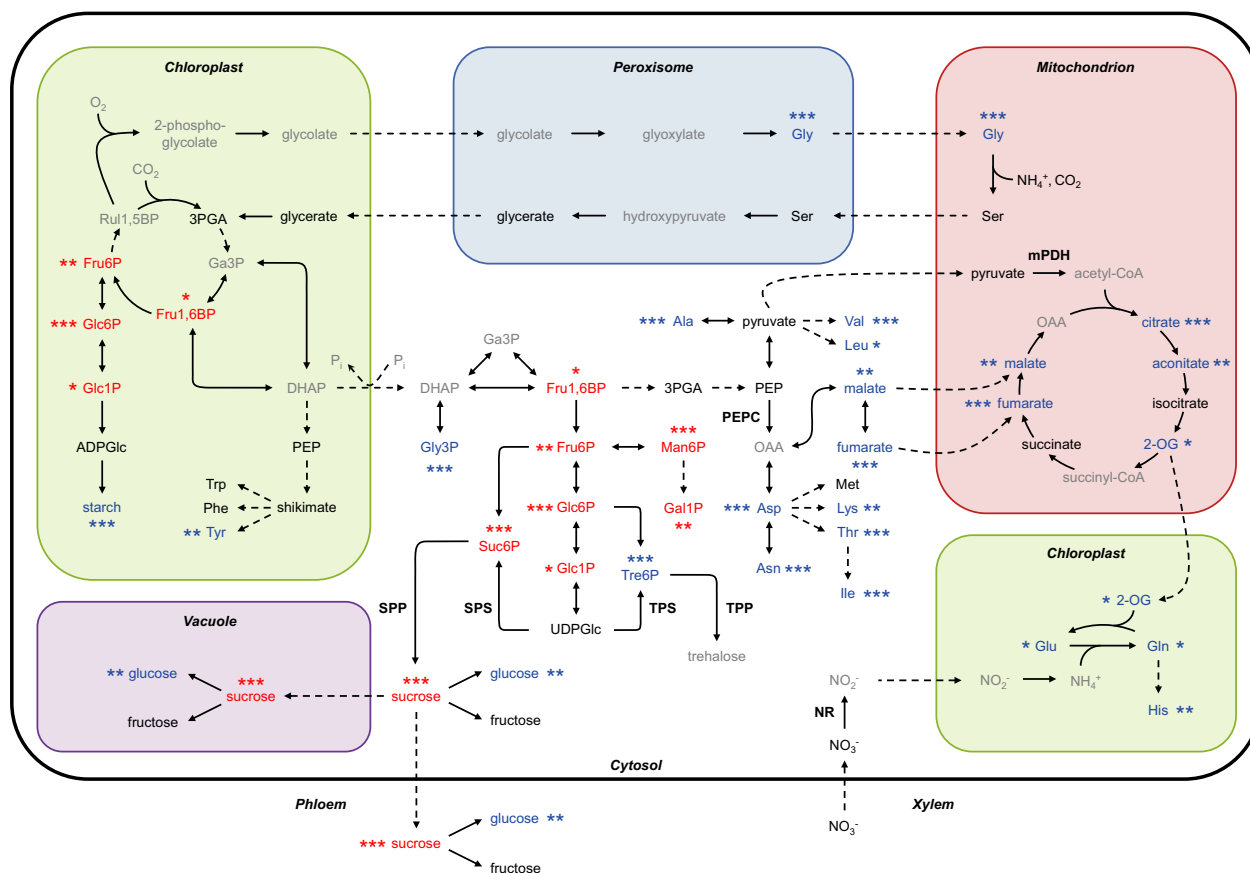 Chloroplast
O₂
2-phospho-
glycolate
glycolate
CO₂
Rul1,5BP
3PGA
glycerate
** Fru6P
Ga3P
*
Fru1,6BP
*** Glc6P
* Glc1P
DHAP
ADPGlc
PEP
starch
***
Trp
Phe
shikimate
** Tyr
Peroxisome
glycolate
glyoxylate
***
Gly
glycerate
hydroxypyruvate
Ser
Mitochondrion
***
Gly
NH₄⁺, CO₂
Ser
mPDH
pyruvate
acetyl-CoA
OAA
citrate ***
**
malate
aconitate **
*** fumarate
isocitrate
succinate
2-OG *
succinyl-CoA
Pᵢ
Pᵢ
Ga3P
DHAP
*
Fru1,6BP
3PGA
PEP
*** Ala
pyruvate
Val ***
Leu *
**
malate
PEPC
Gly3P
***
** Fru6P
***
Man6P
OAA
fumarate
***
Met
*** Glc6P
Gal1P
**
*** Asp
Lys **
Thr ***
***
Suc6P
* Glc1P
***
Tre6P
Asn ***
Ile ***
SPP
SPS
UDPGlc
TPS
TPP
trehalose
Chloroplast
* 2-OG
* Glu
Gln *
NO₂⁻
NO₂⁻
NH₄⁺
His **
NR
NO₃⁻
Vacuole
** glucose
***
sucrose
fructose
***
sucrose
glucose **
fructose
Cytosol
Phloem
Xylem
NO₃⁻
*** sucrose
glucose **
fructose